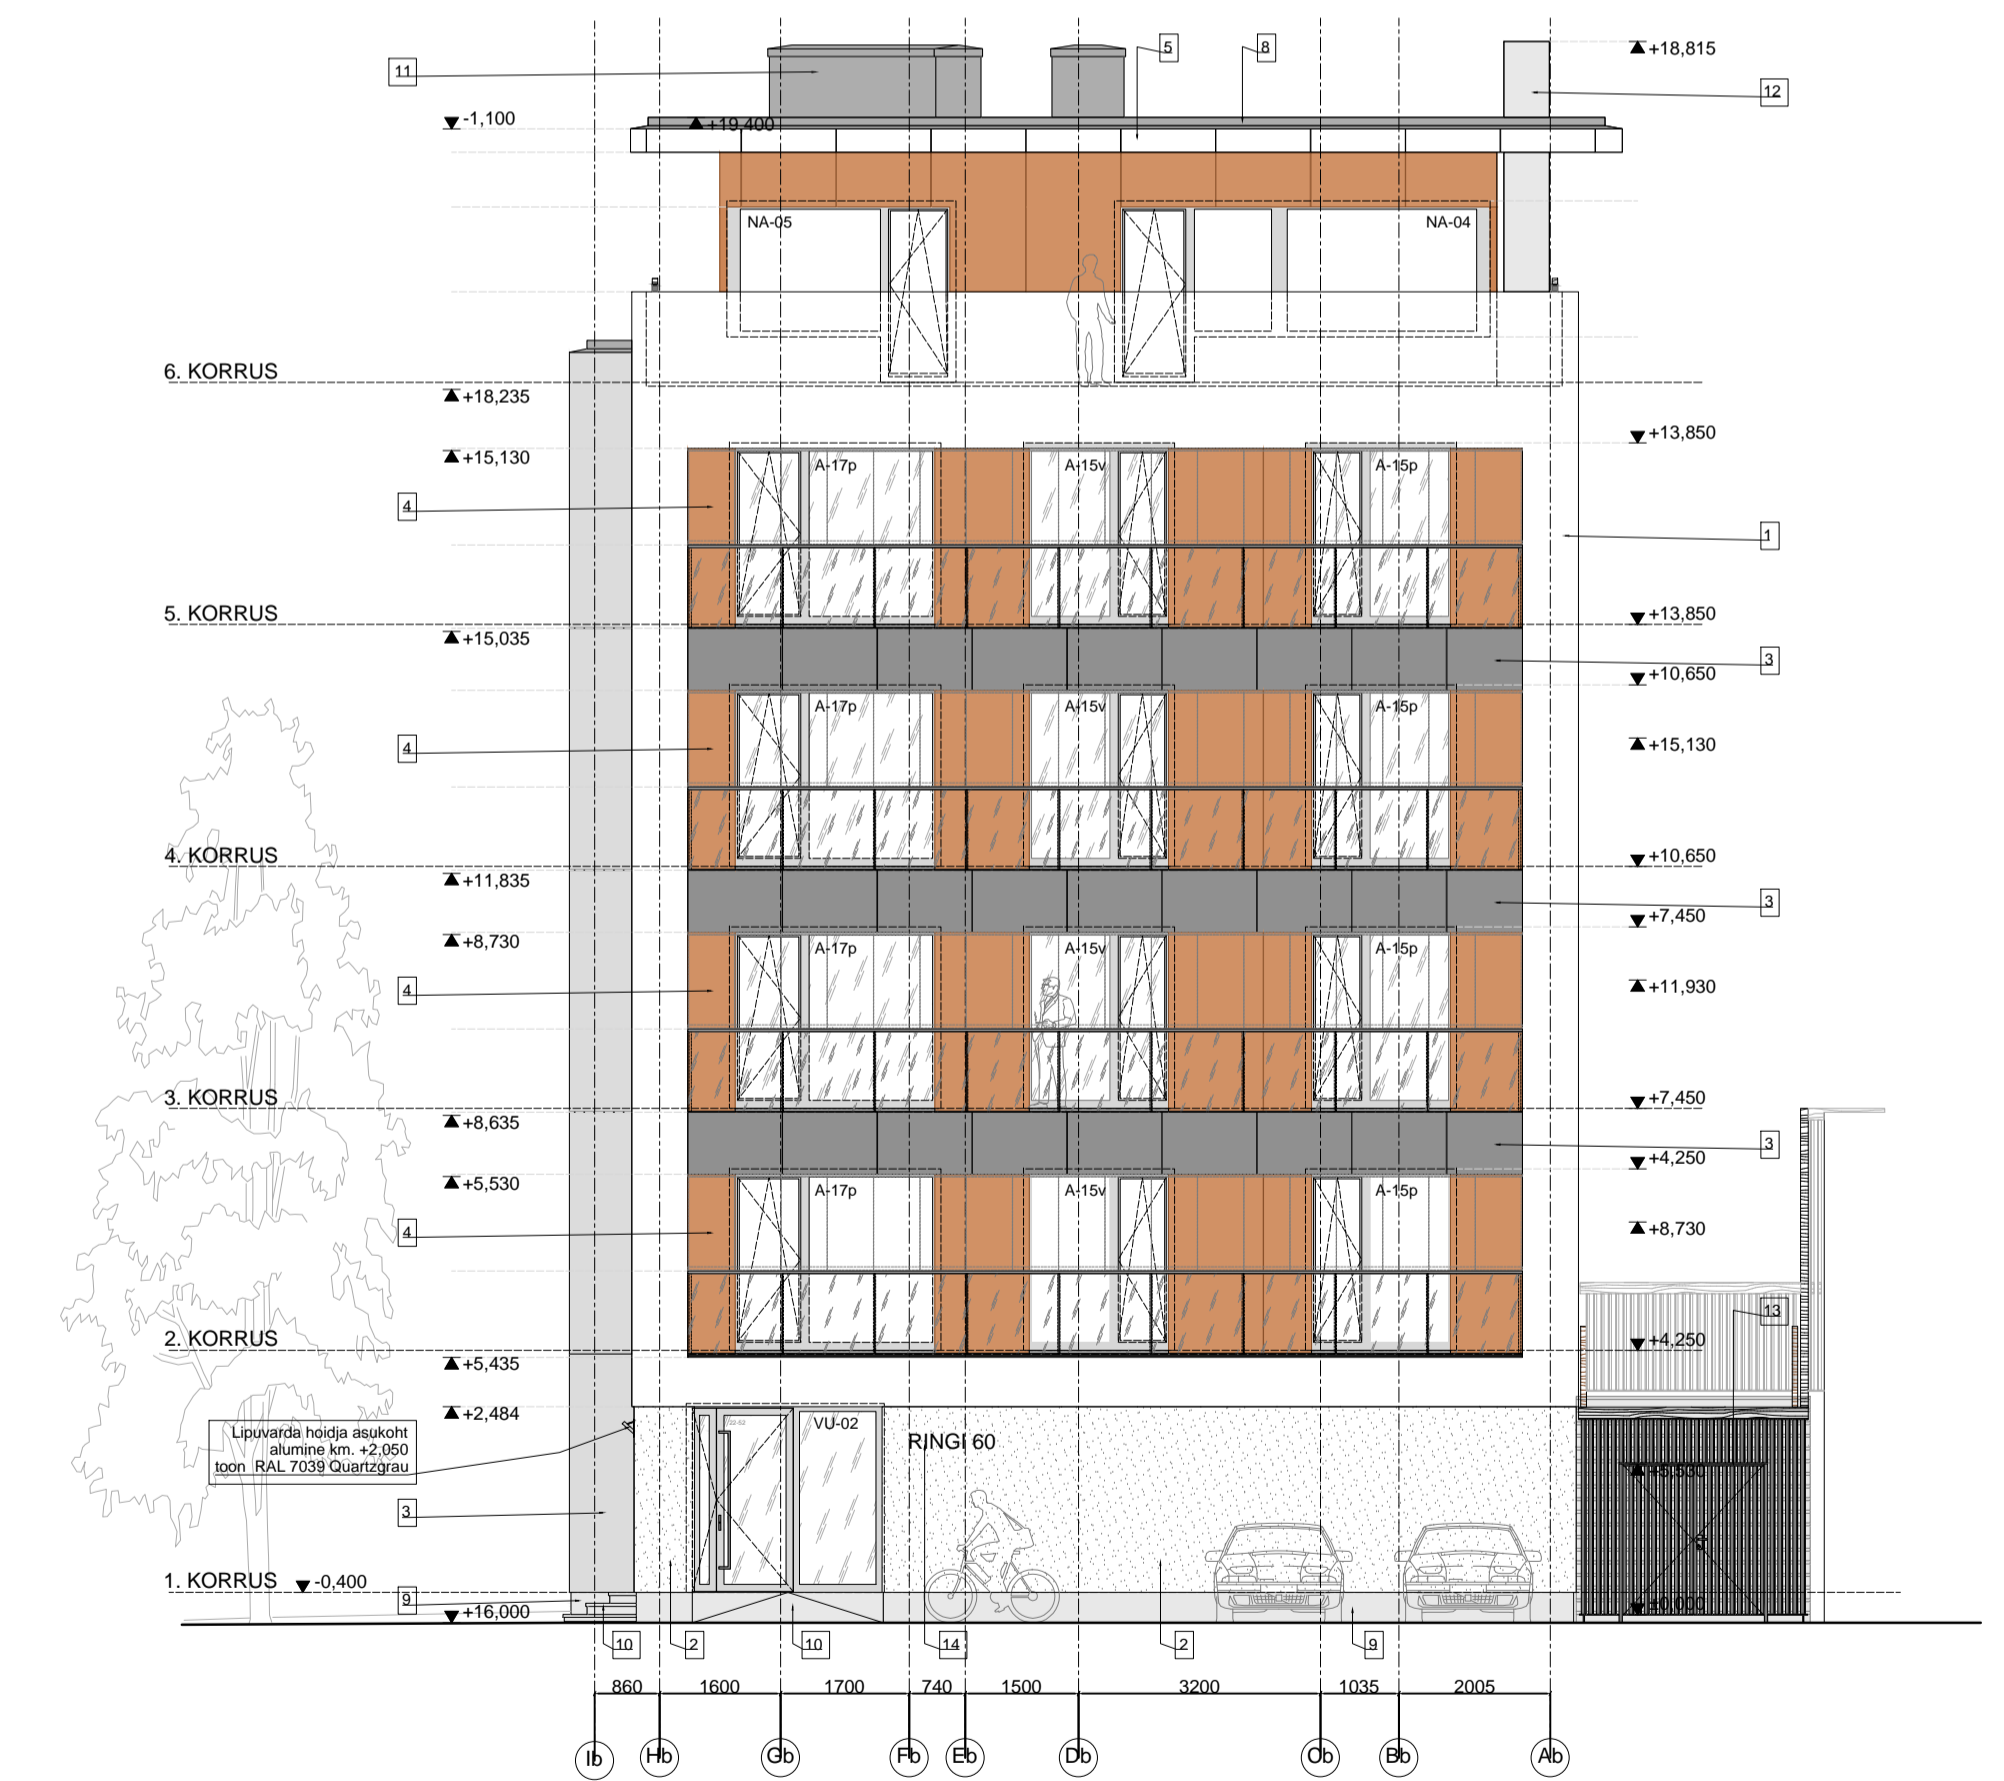 5
8
+18,815
11
12
-1,100
+19,400
NA-05
NA-04
6. KORRUS
+18,235
+13,850
+15,130
A-17p
A-15v
A-15p
4
1
5. KORRUS
+13,850
+15,035
3
+10,650
A-17p
A-15v
A-15p
4
+15,130
4. KORRUS
+10,650
+11,835
3
+7,450
+8,730
A-17p
A-15v
A-15p
4
+11,930
3. KORRUS
+7,450
+8,635
3
+4,250
+5,530
A-17p
A-15v
A-15p
4
+8,730
13
2. KORRUS
+4,250
+5,435
+2,484
22-52
VU-02
Lipuvarda hoidja asukoht
alumine km. +2,050
toon RAL 7039 Quartzgrau
RINGI 60
+5,530
3
1. KORRUS
-0,400
9
+16,000
±0,000
10
2
10
14
2
9
860
1600
1700
740
1500
3200
1035
2005
Ib
Hb
Gb
Fb
Eb
Db
Cb
Bb
Ab